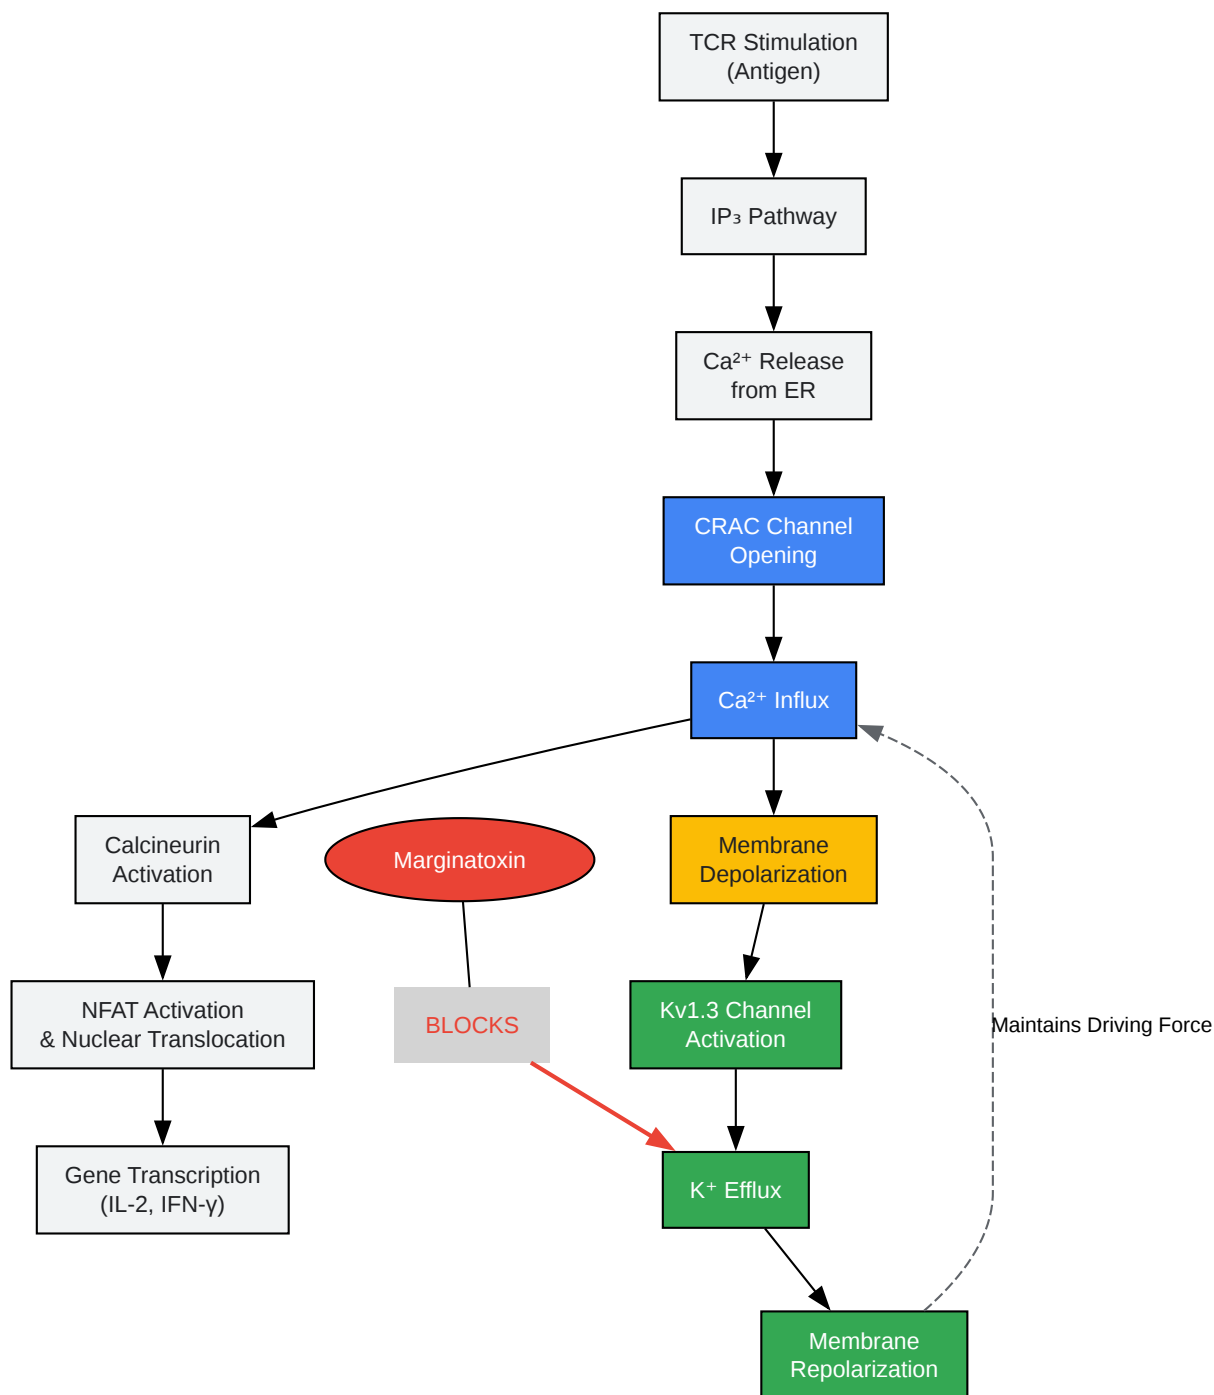 TCR Stimulation
(Antigen)
IP₃ Pathway
Ca²⁺ Release
from ER
CRAC Channel
Opening
Ca²⁺ Influx
Calcineurin
Activation
Marginatoxin
Membrane
Depolarization
NFAT Activation
& Nuclear Translocation
BLOCKS
Kv1.3 Channel
Activation
Maintains Driving Force
Gene Transcription
(IL-2, IFN-γ)
K⁺ Efflux
Membrane
Repolarization